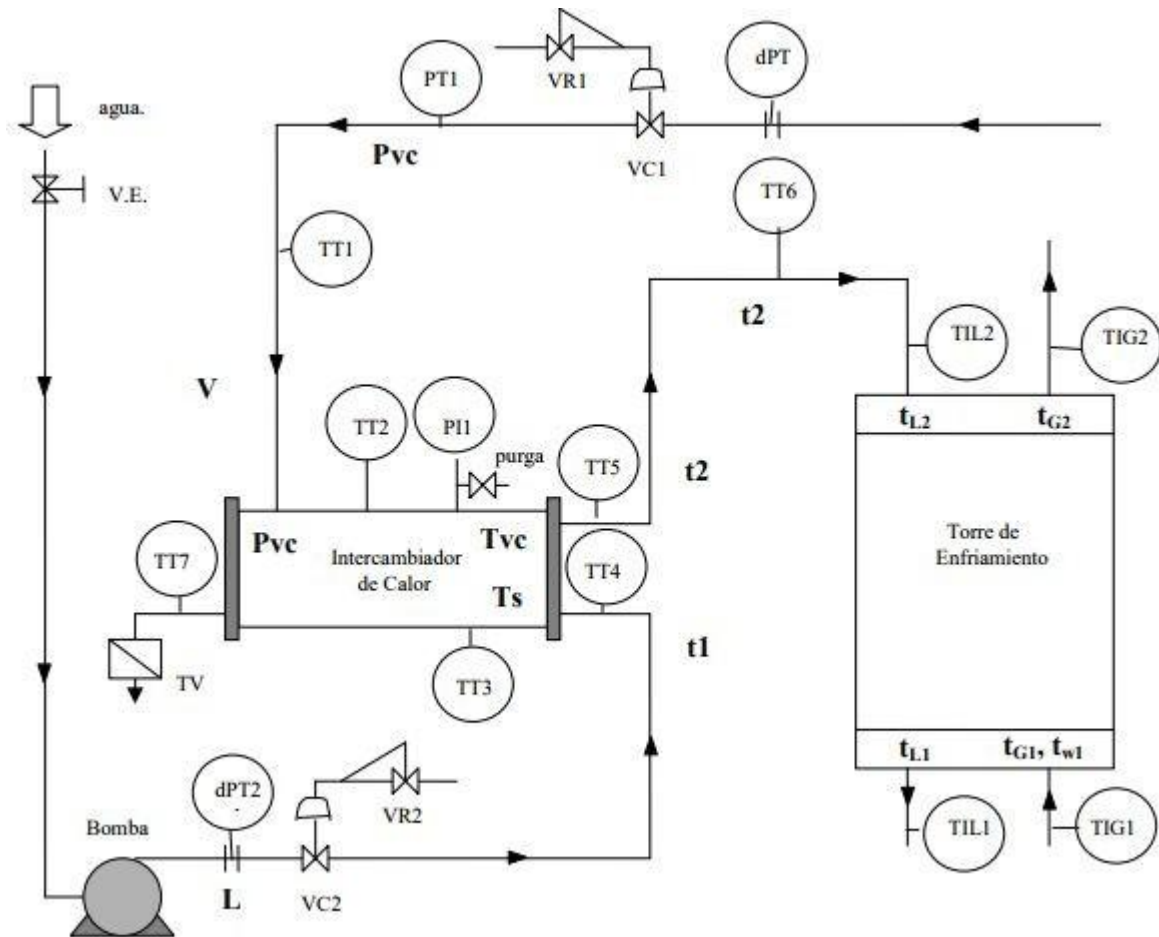 dPT
PT1
VR1
agua.
Pvc
VC1
V.E.
TT6
TT1
t2
TIL2
TIG2
V
TT2
PI1
purga
TT5
t2
tL2
tG2
Pvc
Tvc
Intercambiador
de Calor
Ts
TT7
TT4
Torre de
Enfriamiento
TV
TT3
t1
tL1
tG1, tw1
dPT2
.
VR2
Bomba
TIL1
TIG1
L
VC2